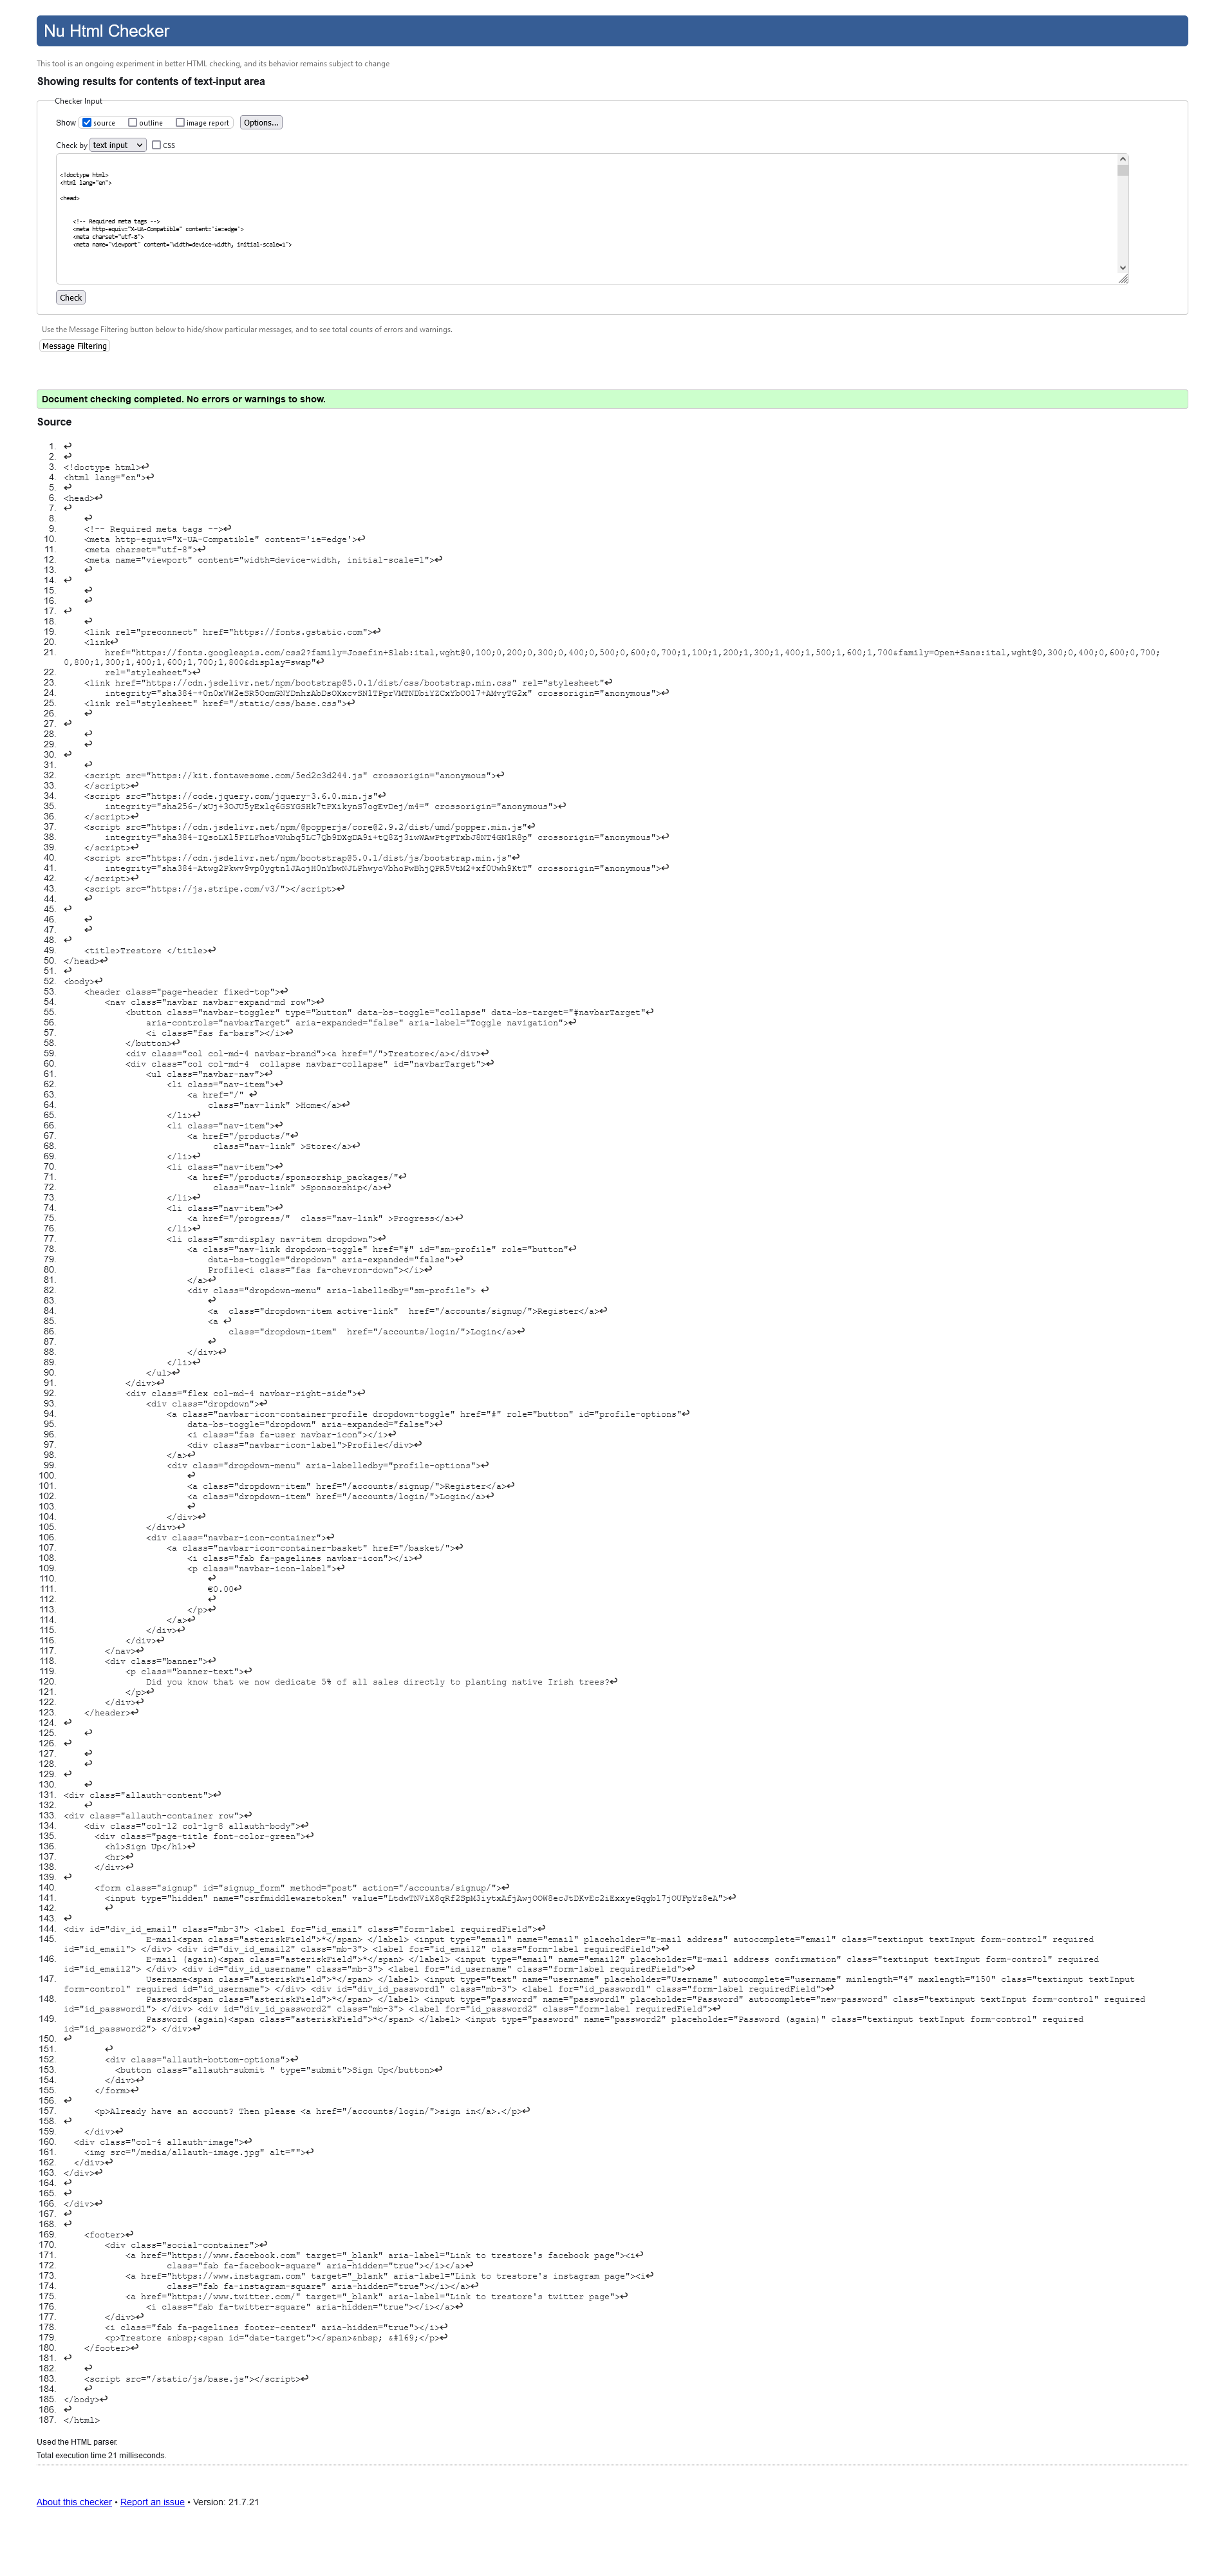 Nu Html Checker
This tool is an ongoing experiment in better HTML checking, and its behavior remains subject to change
Showing results for contents of text-input area
Checker Input
Show source outline image report Options...
Check by text input CSS
<!doctype html>
<html lang="en">
<head>
<!-- Required meta tags -->
<meta http-equiv="X-UA-Compatible" content='ie=edge'>
<meta charset="utf-8">
<meta name="viewport" content="width=device-width, initial-scale=1">
Check
Use the Message Filtering button below to hide/show particular messages, and to see total counts of errors and warnings.
Message Filtering
Document checking completed. No errors or warnings to show.
Source
1. ↩
2. ↩
3. <!doctype html>↩
4. <html lang="en">↩
5. ↩
6. <head>↩
7. ↩
8. ↩
9. <!-- Required meta tags -->↩
10. <meta http-equiv="X-UA-Compatible" content='ie=edge'>↩
11. <meta charset="utf-8">↩
12. <meta name="viewport" content="width=device-width, initial-scale=1">↩
13. ↩
14. ↩
15. ↩
16. ↩
17. ↩
18. ↩
19. <link rel="preconnect" href="https://fonts.gstatic.com">↩
20. <link↩
21. href="https://fonts.googleapis.com/css2?family=Josefin+Slab:ital,wght@0,100;0,200;0,300;0,400;0,500;0,600;0,700;1,100;1,200;1,300;1,400;1,500;1,600;1,700&family=Open+Sans:ital,wght@0,300;0,400;0,600;0,700;
0,800;1,300;1,400;1,600;1,700;1,800&display=swap"↩
22. rel="stylesheet">↩
23. <link href="https://cdn.jsdelivr.net/npm/bootstrap@5.0.1/dist/css/bootstrap.min.css" rel="stylesheet"↩
24. integrity="sha384-+0n0xVW2eSR5OomGNYDnhzAbDsOXxcvSN1TPprVMTNDbiYZCxYbOOl7+AMvyTG2x" crossorigin="anonymous">↩
25. <link rel="stylesheet" href="/static/css/base.css">↩
26. ↩
27. ↩
28. ↩
29. ↩
30. ↩
31. ↩
32. <script src="https://kit.fontawesome.com/5ed2c3d244.js" crossorigin="anonymous">↩
33. </script>↩
34. <script src="https://code.jquery.com/jquery-3.6.0.min.js"↩
35. integrity="sha256-/xUj+3OJU5yExlq6GSYGSHk7tPXikynS7ogEvDej/m4=" crossorigin="anonymous">↩
36. </script>↩
37. <script src="https://cdn.jsdelivr.net/npm/@popperjs/core@2.9.2/dist/umd/popper.min.js"↩
38. integrity="sha384-IQsoLXl5PILFhosVNubq5LC7Qb9DXgDA9i+tQ8Zj3iwWAwPtgFTxbJ8NT4GN1R8p" crossorigin="anonymous">↩
39. </script>↩
40. <script src="https://cdn.jsdelivr.net/npm/bootstrap@5.0.1/dist/js/bootstrap.min.js"↩
41. integrity="sha384-Atwg2Pkwv9vp0ygtn1JAojH0nYbwNJLPhwyoVbhoPwBhjQPR5VtM2+xf0Uwh9KtT" crossorigin="anonymous">↩
42. </script>↩
43. <script src="https://js.stripe.com/v3/"></script>↩
44. ↩
45. ↩
46. ↩
47. ↩
48. ↩
49. <title>Trestore </title>↩
50. </head>↩
51. ↩
52. <body>↩
53. <header class="page-header fixed-top">↩
54. <nav class="navbar navbar-expand-md row">↩
55. <button class="navbar-toggler" type="button" data-bs-toggle="collapse" data-bs-target="#navbarTarget"↩
56. aria-controls="navbarTarget" aria-expanded="false" aria-label="Toggle navigation">↩
57. <i class="fas fa-bars"></i>↩
58. </button>↩
59. <div class="col col-md-4 navbar-brand"><a href="/">Trestore</a></div>↩
60. <div class="col col-md-4  collapse navbar-collapse" id="navbarTarget">↩
61. <ul class="navbar-nav">↩
62. <li class="nav-item">↩
63. <a href="/" ↩
64. class="nav-link" >Home</a>↩
65. </li>↩
66. <li class="nav-item">↩
67. <a href="/products/"↩
68. class="nav-link" >Store</a>↩
69. </li>↩
70. <li class="nav-item">↩
71. <a href="/products/sponsorship_packages/"↩
72. class="nav-link" >Sponsorship</a>↩
73. </li>↩
74. <li class="nav-item">↩
75. <a href="/progress/"  class="nav-link" >Progress</a>↩
76. </li>↩
77. <li class="sm-display nav-item dropdown">↩
78. <a class="nav-link dropdown-toggle" href="#" id="sm-profile" role="button"↩
79. data-bs-toggle="dropdown" aria-expanded="false">↩
80. Profile<i class="fas fa-chevron-down"></i>↩
81. </a>↩
82. <div class="dropdown-menu" aria-labelledby="sm-profile"> ↩
83. ↩
84. <a  class="dropdown-item active-link"  href="/accounts/signup/">Register</a>↩
85. <a ↩
86. class="dropdown-item"  href="/accounts/login/">Login</a>↩
87. ↩
88. </div>↩
89. </li>↩
90. </ul>↩
91. </div>↩
92. <div class="flex col-md-4 navbar-right-side">↩
93. <div class="dropdown">↩
94. <a class="navbar-icon-container-profile dropdown-toggle" href="#" role="button" id="profile-options"↩
95. data-bs-toggle="dropdown" aria-expanded="false">↩
96. <i class="fas fa-user navbar-icon"></i>↩
97. <div class="navbar-icon-label">Profile</div>↩
98. </a>↩
99. <div class="dropdown-menu" aria-labelledby="profile-options">↩
100. ↩
101. <a class="dropdown-item" href="/accounts/signup/">Register</a>↩
102. <a class="dropdown-item" href="/accounts/login/">Login</a>↩
103. ↩
104. </div>↩
105. </div>↩
106. <div class="navbar-icon-container">↩
107. <a class="navbar-icon-container-basket" href="/basket/">↩
108. <i class="fab fa-pagelines navbar-icon"></i>↩
109. <p class="navbar-icon-label">↩
110. ↩
111. €0.00↩
112. ↩
113. </p>↩
114. </a>↩
115. </div>↩
116. </div>↩
117. </nav>↩
118. <div class="banner">↩
119. <p class="banner-text">↩
120. Did you know that we now dedicate 5% of all sales directly to planting native Irish trees?↩
121. </p>↩
122. </div>↩
123. </header>↩
124. ↩
125. ↩
126. ↩
127. ↩
128. ↩
129. ↩
130. ↩
131. <div class="allauth-content">↩
132. ↩
133. <div class="allauth-container row">↩
134. <div class="col-12 col-lg-8 allauth-body">↩
135. <div class="page-title font-color-green">↩
136. <h1>Sign Up</h1>↩
137. <hr>↩
138. </div>↩
139. ↩
140. <form class="signup" id="signup_form" method="post" action="/accounts/signup/">↩
141. <input type="hidden" name="csrfmiddlewaretoken" value="LtdwTNViX8qRf2SpM3iytxAfjAwjOOW8ecJtDKvEc2iExxyeGqgb17jOUFpYz8eA">↩
142. ↩
143. ↩
144. <div id="div_id_email" class="mb-3"> <label for="id_email" class="form-label requiredField">↩
145. E-mail<span class="asteriskField">*</span> </label> <input type="email" name="email" placeholder="E-mail address" autocomplete="email" class="textinput textInput form-control" required
id="id_email"> </div> <div id="div_id_email2" class="mb-3"> <label for="id_email2" class="form-label requiredField">↩
146. E-mail (again)<span class="asteriskField">*</span> </label> <input type="email" name="email2" placeholder="E-mail address confirmation" class="textinput textInput form-control" required
id="id_email2"> </div> <div id="div_id_username" class="mb-3"> <label for="id_username" class="form-label requiredField">↩
147. Username<span class="asteriskField">*</span> </label> <input type="text" name="username" placeholder="Username" autocomplete="username" minlength="4" maxlength="150" class="textinput textInput
form-control" required id="id_username"> </div> <div id="div_id_password1" class="mb-3"> <label for="id_password1" class="form-label requiredField">↩
148. Password<span class="asteriskField">*</span> </label> <input type="password" name="password1" placeholder="Password" autocomplete="new-password" class="textinput textInput form-control" required
id="id_password1"> </div> <div id="div_id_password2" class="mb-3"> <label for="id_password2" class="form-label requiredField">↩
149. Password (again)<span class="asteriskField">*</span> </label> <input type="password" name="password2" placeholder="Password (again)" class="textinput textInput form-control" required
id="id_password2"> </div>↩
150. ↩
151. ↩
152. <div class="allauth-bottom-options">↩
153. <button class="allauth-submit " type="submit">Sign Up</button>↩
154. </div>↩
155. </form>↩
156. ↩
157. <p>Already have an account? Then please <a href="/accounts/login/">sign in</a>.</p>↩
158. ↩
159. </div>↩
160. <div class="col-4 allauth-image">↩
161. <img src="/media/allauth-image.jpg" alt="">↩
162. </div>↩
163. </div>↩
164. ↩
165. ↩
166. </div>↩
167. ↩
168. ↩
169. <footer>↩
170. <div class="social-container">↩
171. <a href="https://www.facebook.com" target="_blank" aria-label="Link to trestore's facebook page"><i↩
172. class="fab fa-facebook-square" aria-hidden="true"></i></a>↩
173. <a href="https://www.instagram.com" target="_blank" aria-label="Link to trestore's instagram page"><i↩
174. class="fab fa-instagram-square" aria-hidden="true"></i></a>↩
175. <a href="https://www.twitter.com/" target="_blank" aria-label="Link to trestore's twitter page">↩
176. <i class="fab fa-twitter-square" aria-hidden="true"></i></a>↩
177. </div>↩
178. <i class="fab fa-pagelines footer-center" aria-hidden="true"></i>↩
179. <p>Trestore &nbsp;<span id="date-target"></span>&nbsp; &#169;</p>↩
180. </footer>↩
181. ↩
182. ↩
183. <script src="/static/js/base.js"></script>↩
184. ↩
185. </body>↩
186. ↩
187. </html>
Used the HTML parser.
Total execution time 21 milliseconds.
About this checker • Report an issue • Version: 21.7.21